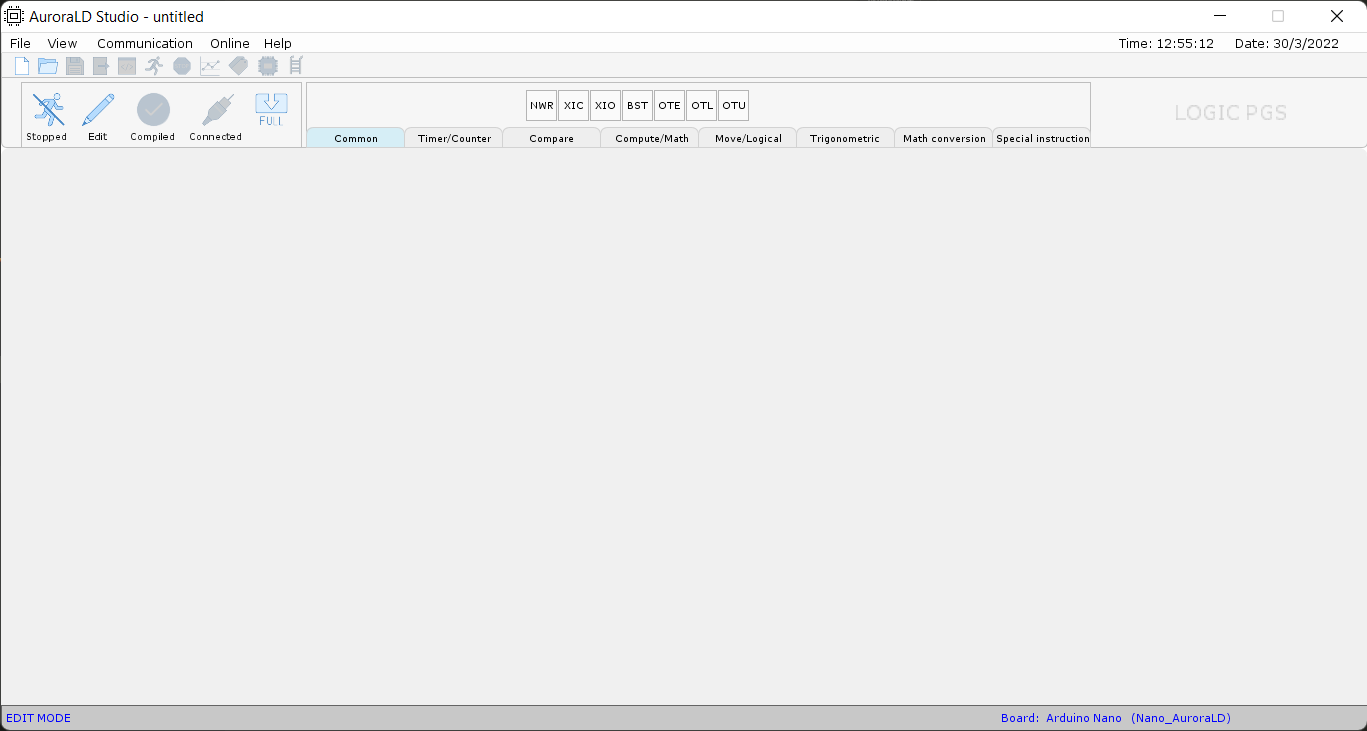 AuroraLD Studio - untitled
File View Communication Online Help Time: 12:55:12 Date: 30/3/2022
NWR XIC XIO BST OTE OTL OTU
LOGIC PGS
FULL
Stopped Edit Compiled Connected
Common Timer/Counter Compare Compute/Math Move/Logical Trigonometric Math conversion Special instruction
EDIT MODE Board: Arduino Nano (Nano_AuroraLD)